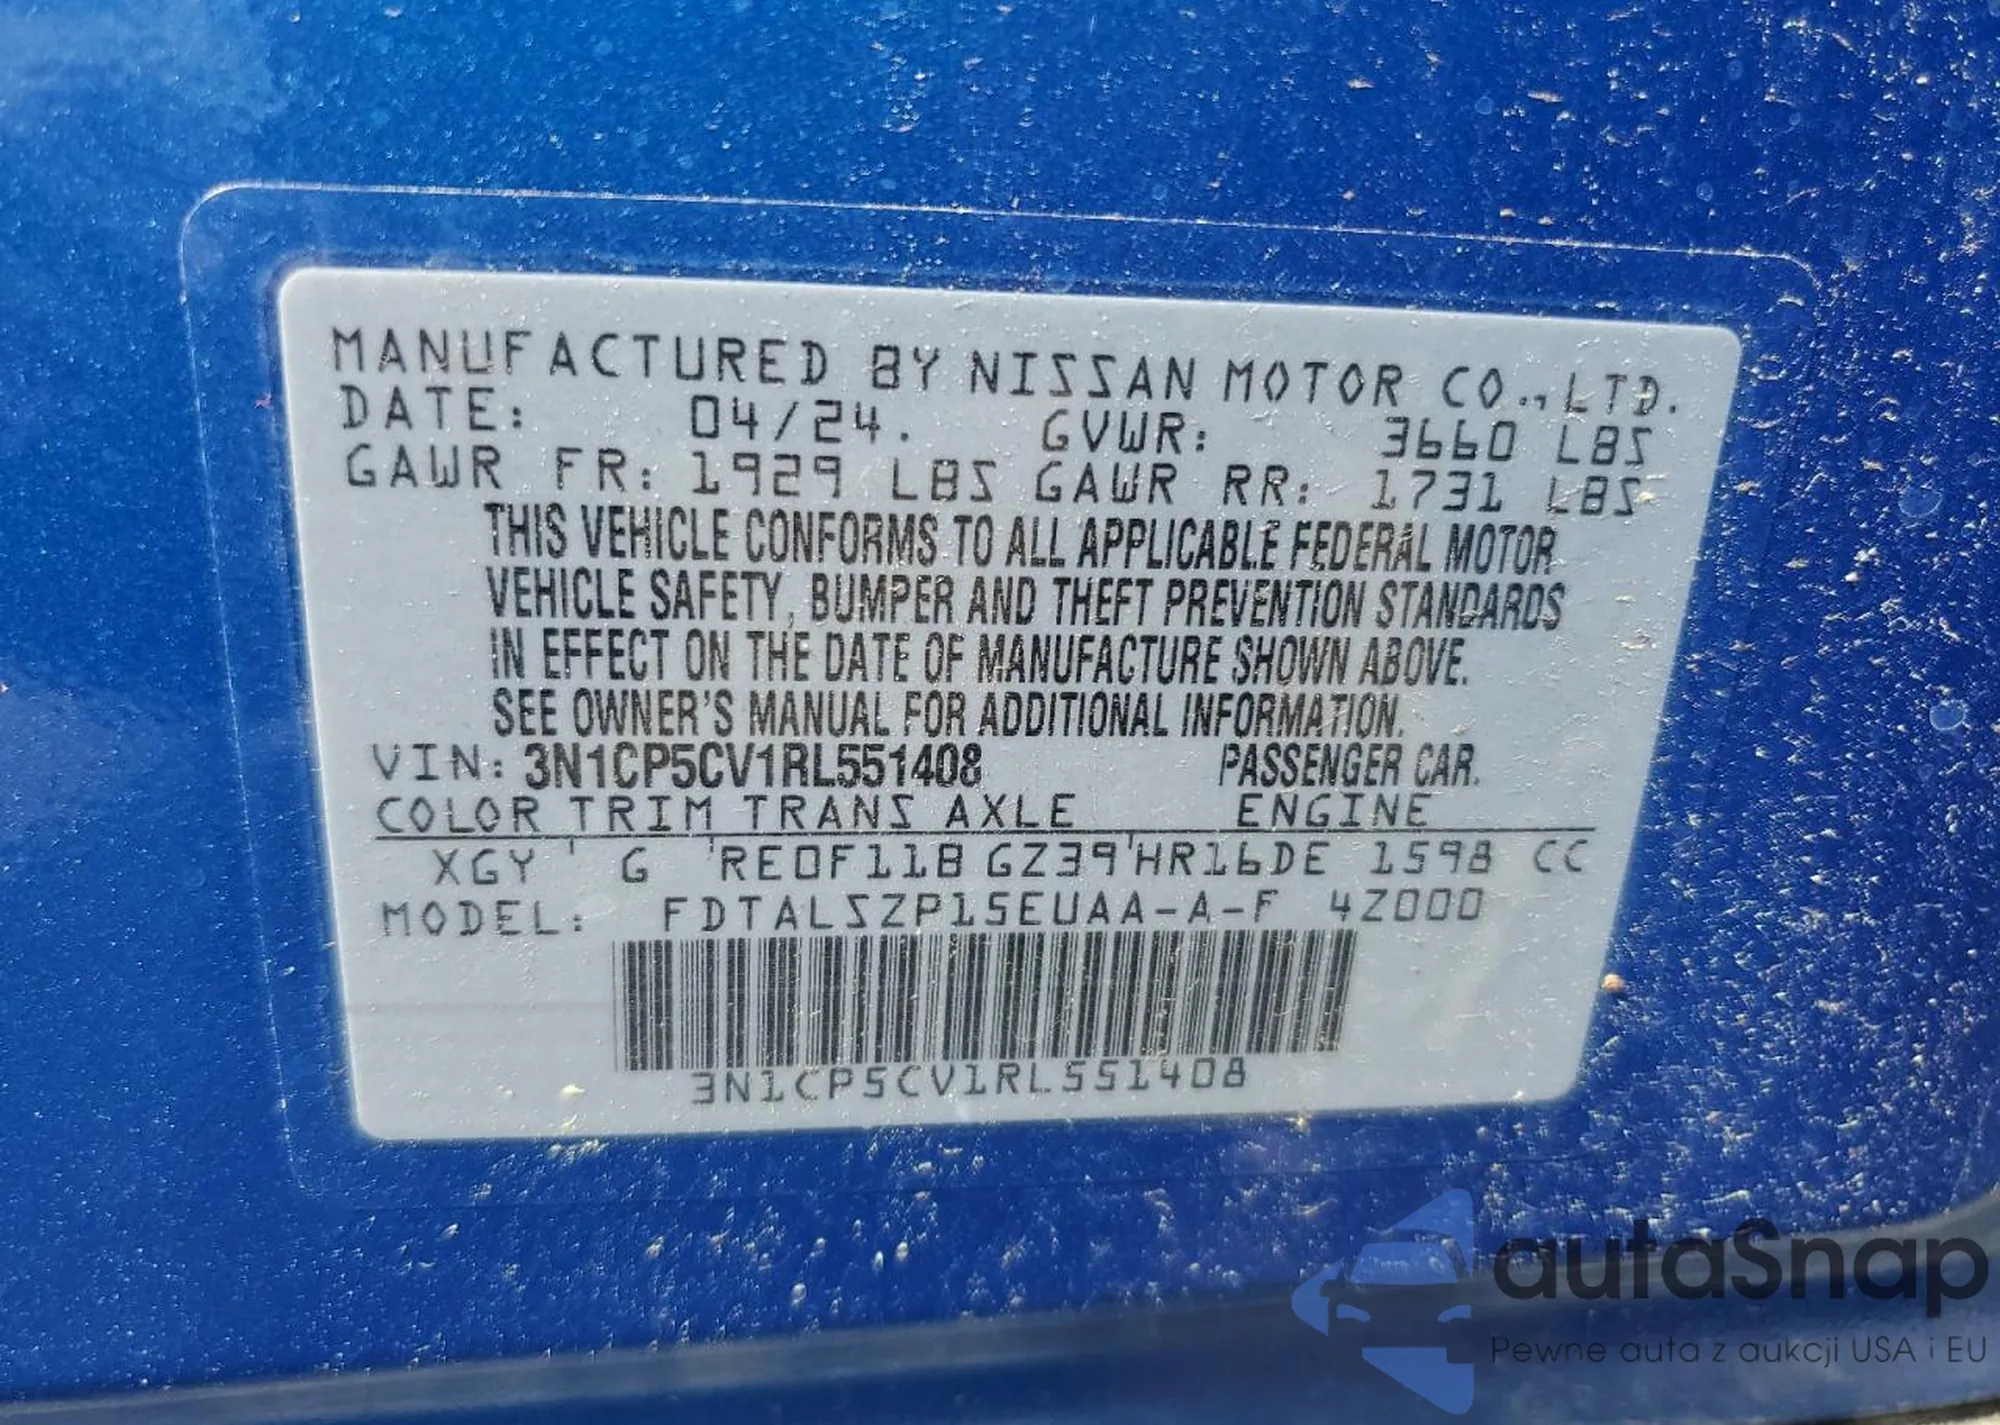 MANUFACTURED BY NISSAN MOTOR CO., LTD.
DATE: 04/24. GVWR: 3660 LBS
GAWR FR: 1929 LBS GAWR RR: 1731 LBS
THIS VEHICLE CONFORMS TO ALL APPLICABLE FEDERAL MOTOR
VEHICLE SAFETY, BUMPER AND THEFT PREVENTION STANDARDS
IN EFFECT ON THE DATE OF MANUFACTURE SHOWN ABOVE.
SEE OWNER'S MANUAL FOR ADDITIONAL INFORMATION.
VIN: 3N1CP5CV1RL551408 PASSENGER CAR.
COLOR TRIM TRANS AXLE ENGINE
XGY ' G 'RE0F11B GZ39'HR16DE 1598 CC
MODEL: FDTALSZP15EUAA-A-F 4Z000
3N1CP5CV1RL551408
autaSnap
Pewne auta z aukcji USA i EU